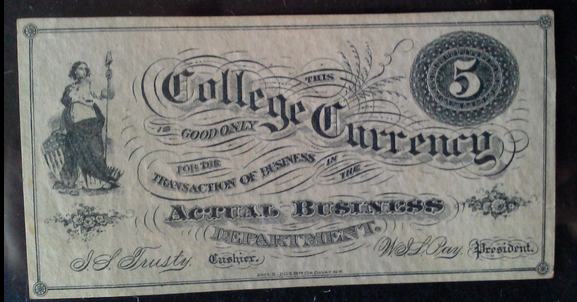 THIS
College Currency
5
IS GOOD ONLY
FOR THE
TRANSACTION OF BUSINESS IN THE
ACTUAL BUSINESS
DEPARTMENT.
I.S. Trusty. Cashier.
W.I.L. Pay. President.